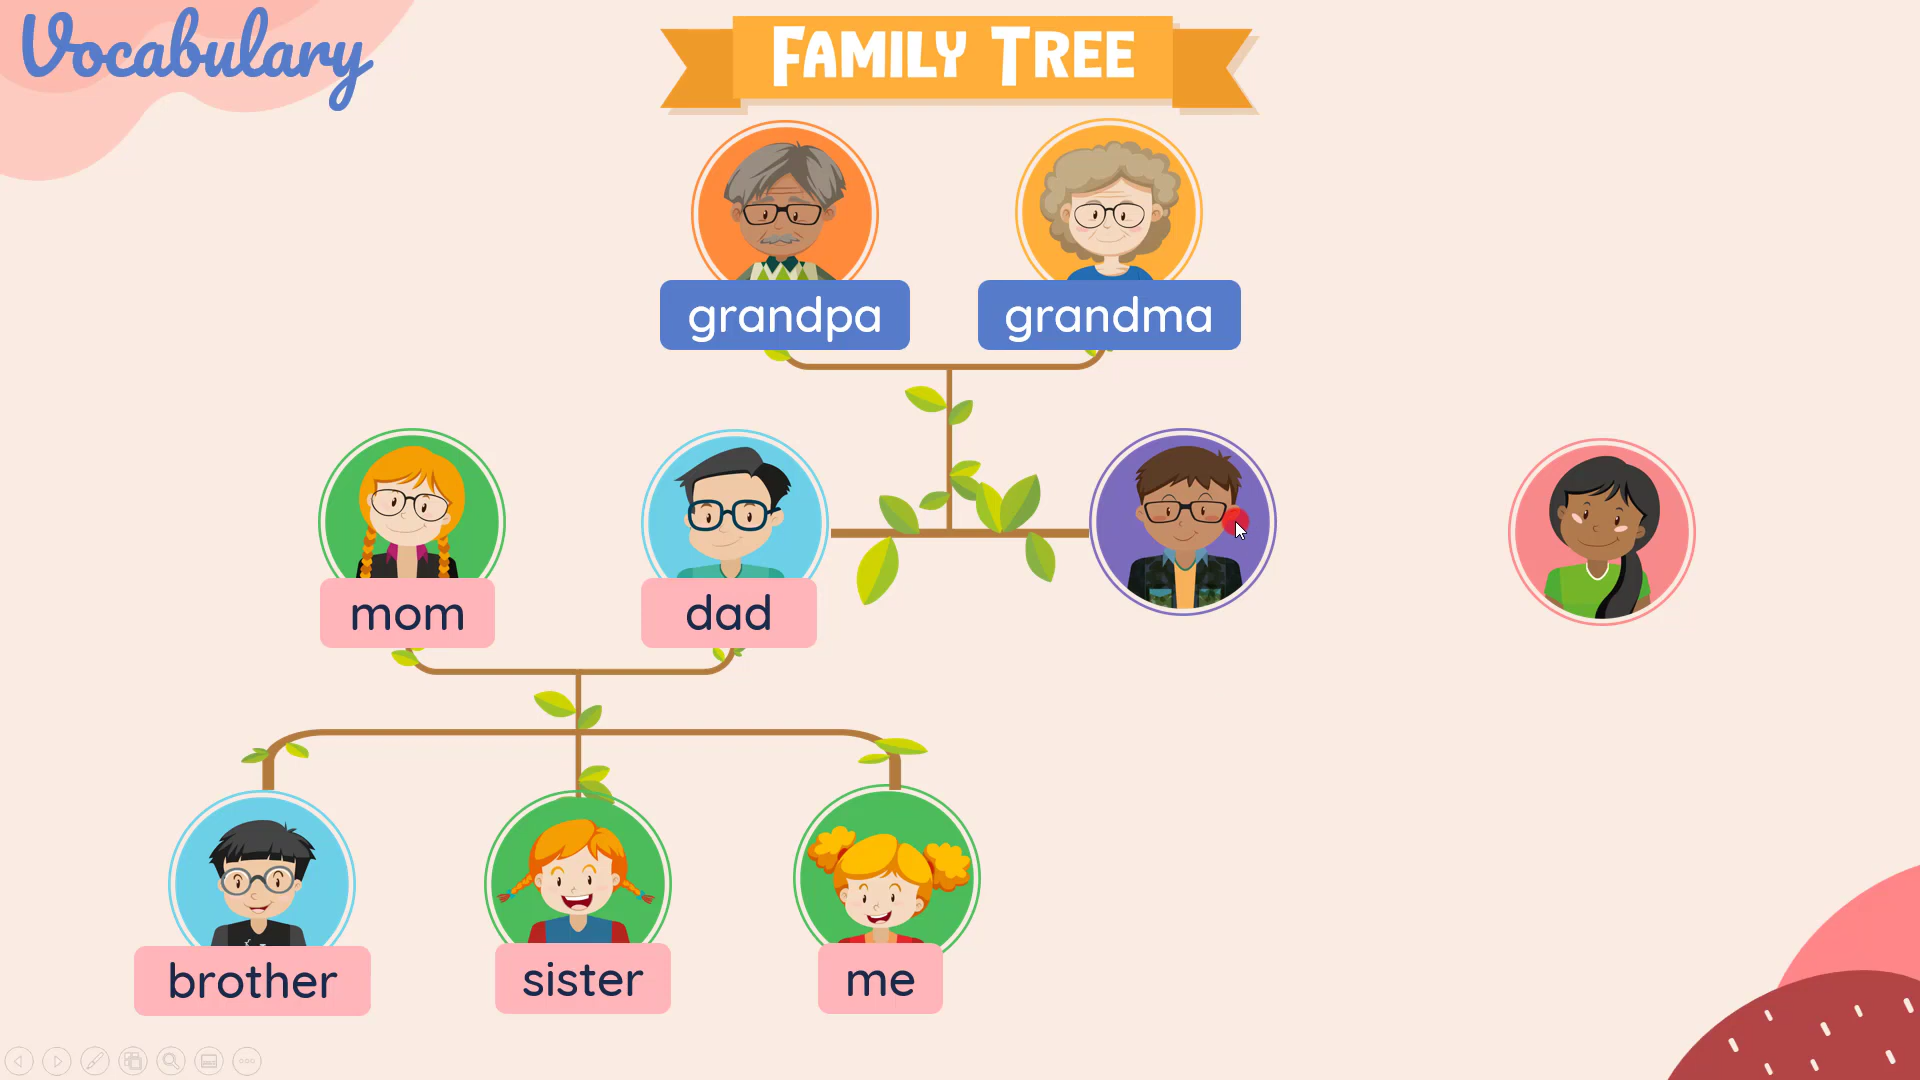 Vocabulary
FAMILY TREE
grandpa
grandma
mom
dad
brother
sister
me